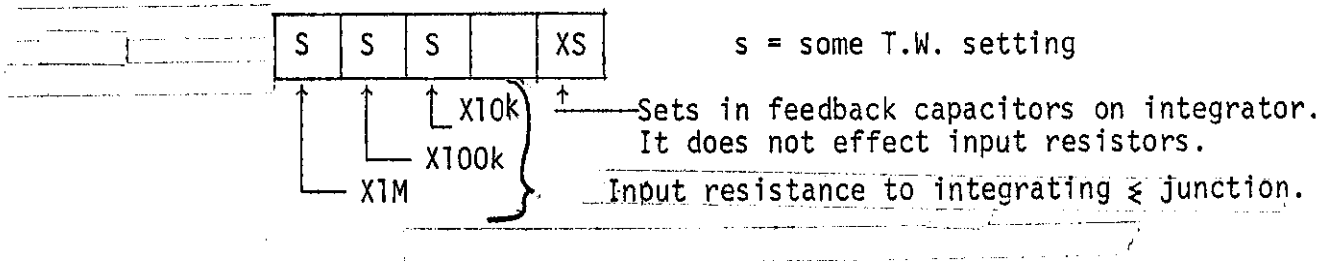 S S S XS s = some T.W. setting
X10k Sets in feedback capacitors on integrator.
X100k It does not effect input resistors.
X1M Input resistance to integrating ≶ junction.